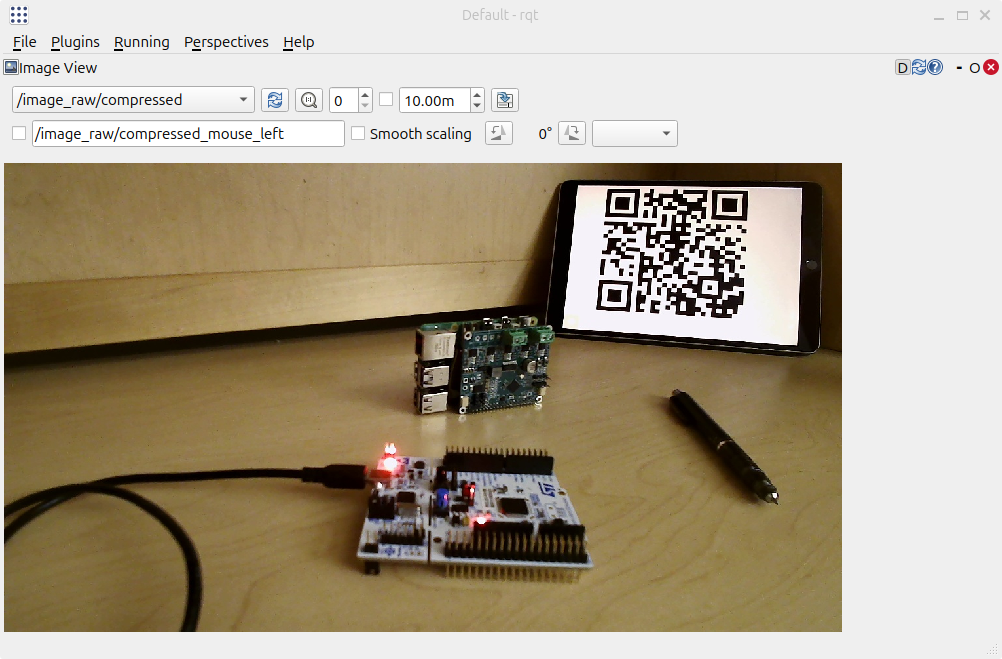 Default - rqt
File Plugins Running Perspectives Help
Image View D - O
/image_raw/compressed 0 10.00m
/image_raw/compressed_mouse_left Smooth scaling 0°